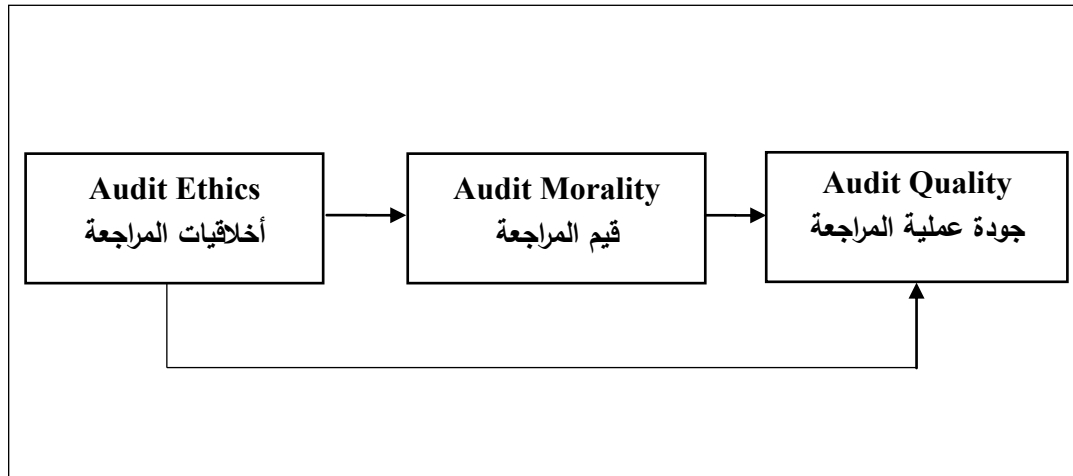 Audit Ethics
أخلاقيات المراجعة
Audit Morality
قيم المراجعة
Audit Quality
جودة عملية المراجعة